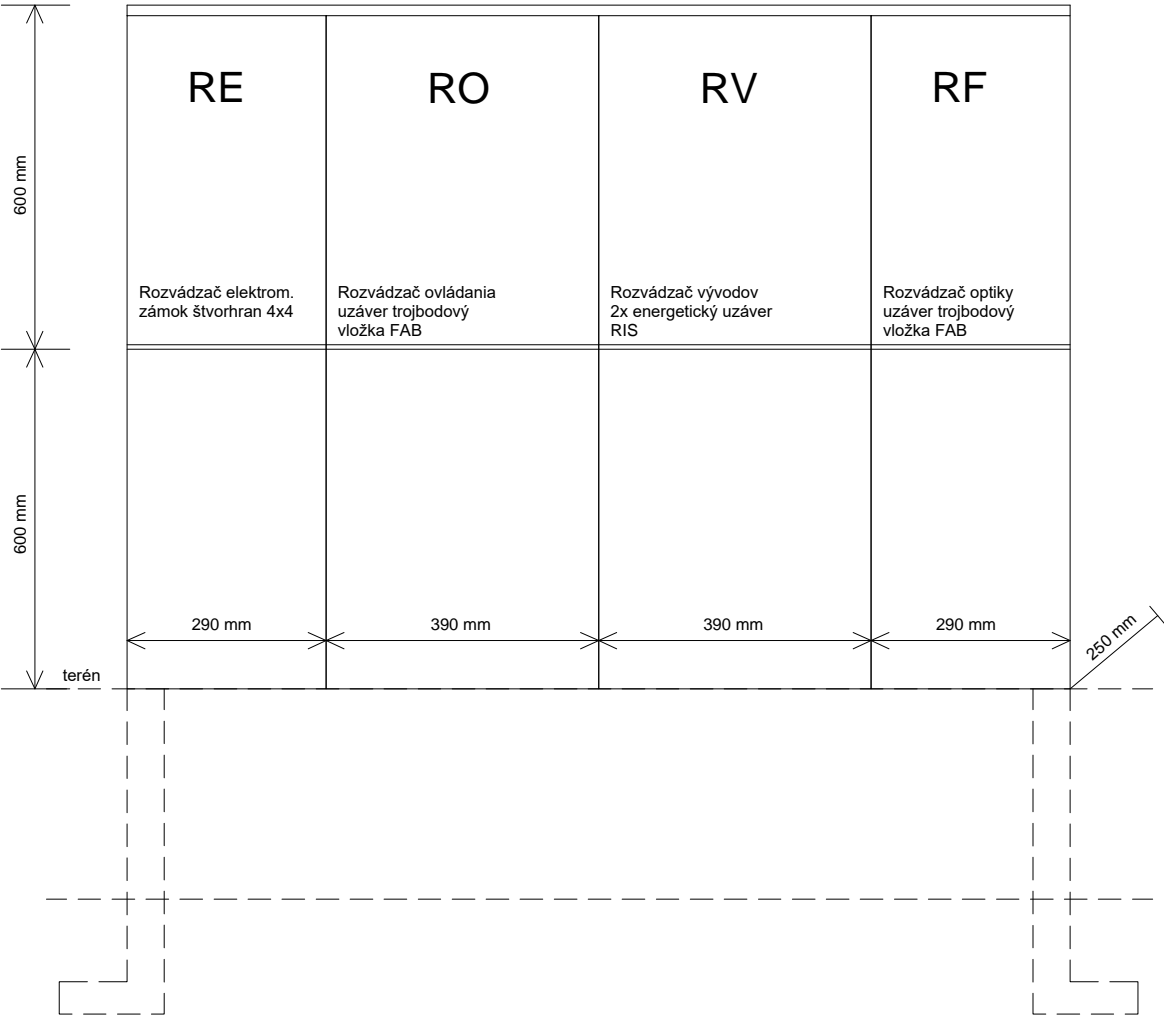 RE
RO
RV
RF
600 mm
Rozvádzač elektrom.
zámok štvorhran 4x4
Rozvádzač ovládania
uzáver trojbodový
vložka FAB
Rozvádzač vývodov
2x energetický uzáver
RIS
Rozvádzač optiky
uzáver trojbodový
vložka FAB
600 mm
290 mm
390 mm
390 mm
290 mm
250 mm
terén